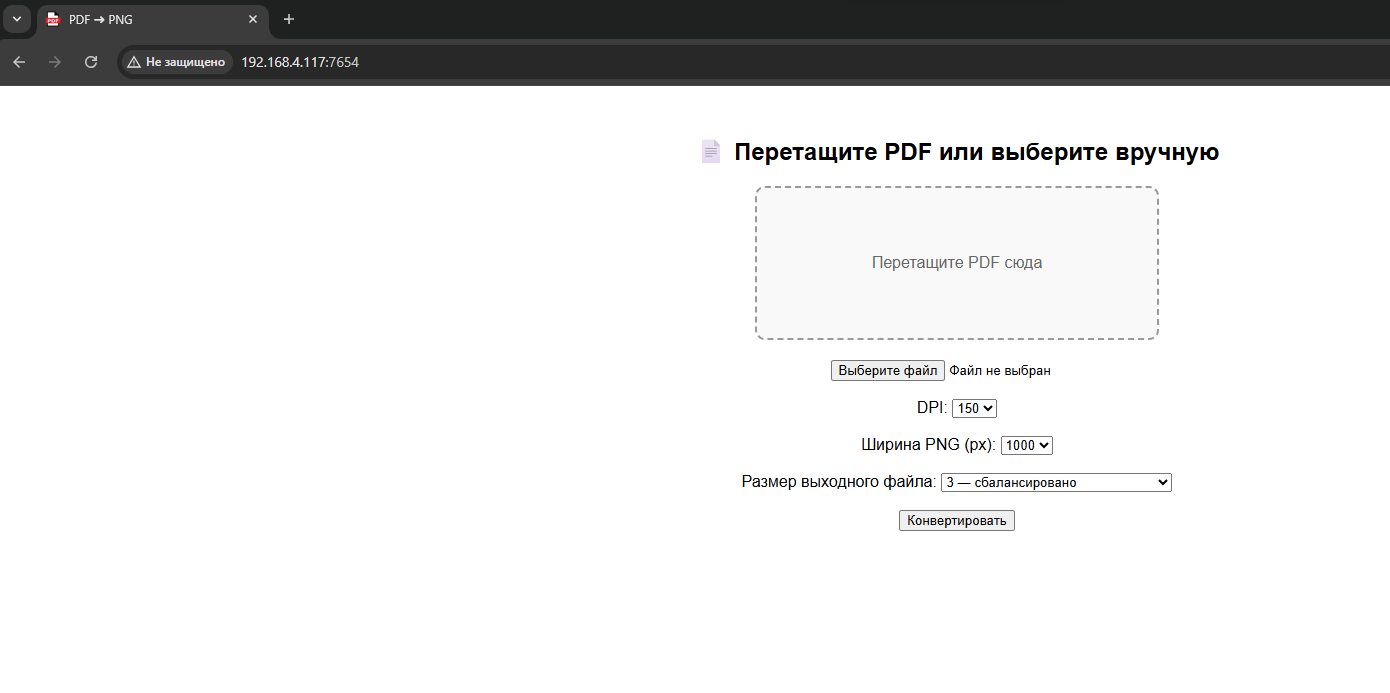 PDF ➔ PNG
Не защищено 192.168.4.117:7654
Перетащите PDF или выберите вручную
Перетащите PDF сюда
Выберите файл Файл не выбран
DPI: 150
Ширина PNG (px): 1000
Размер выходного файла: 3 — сбалансировано
Конвертировать